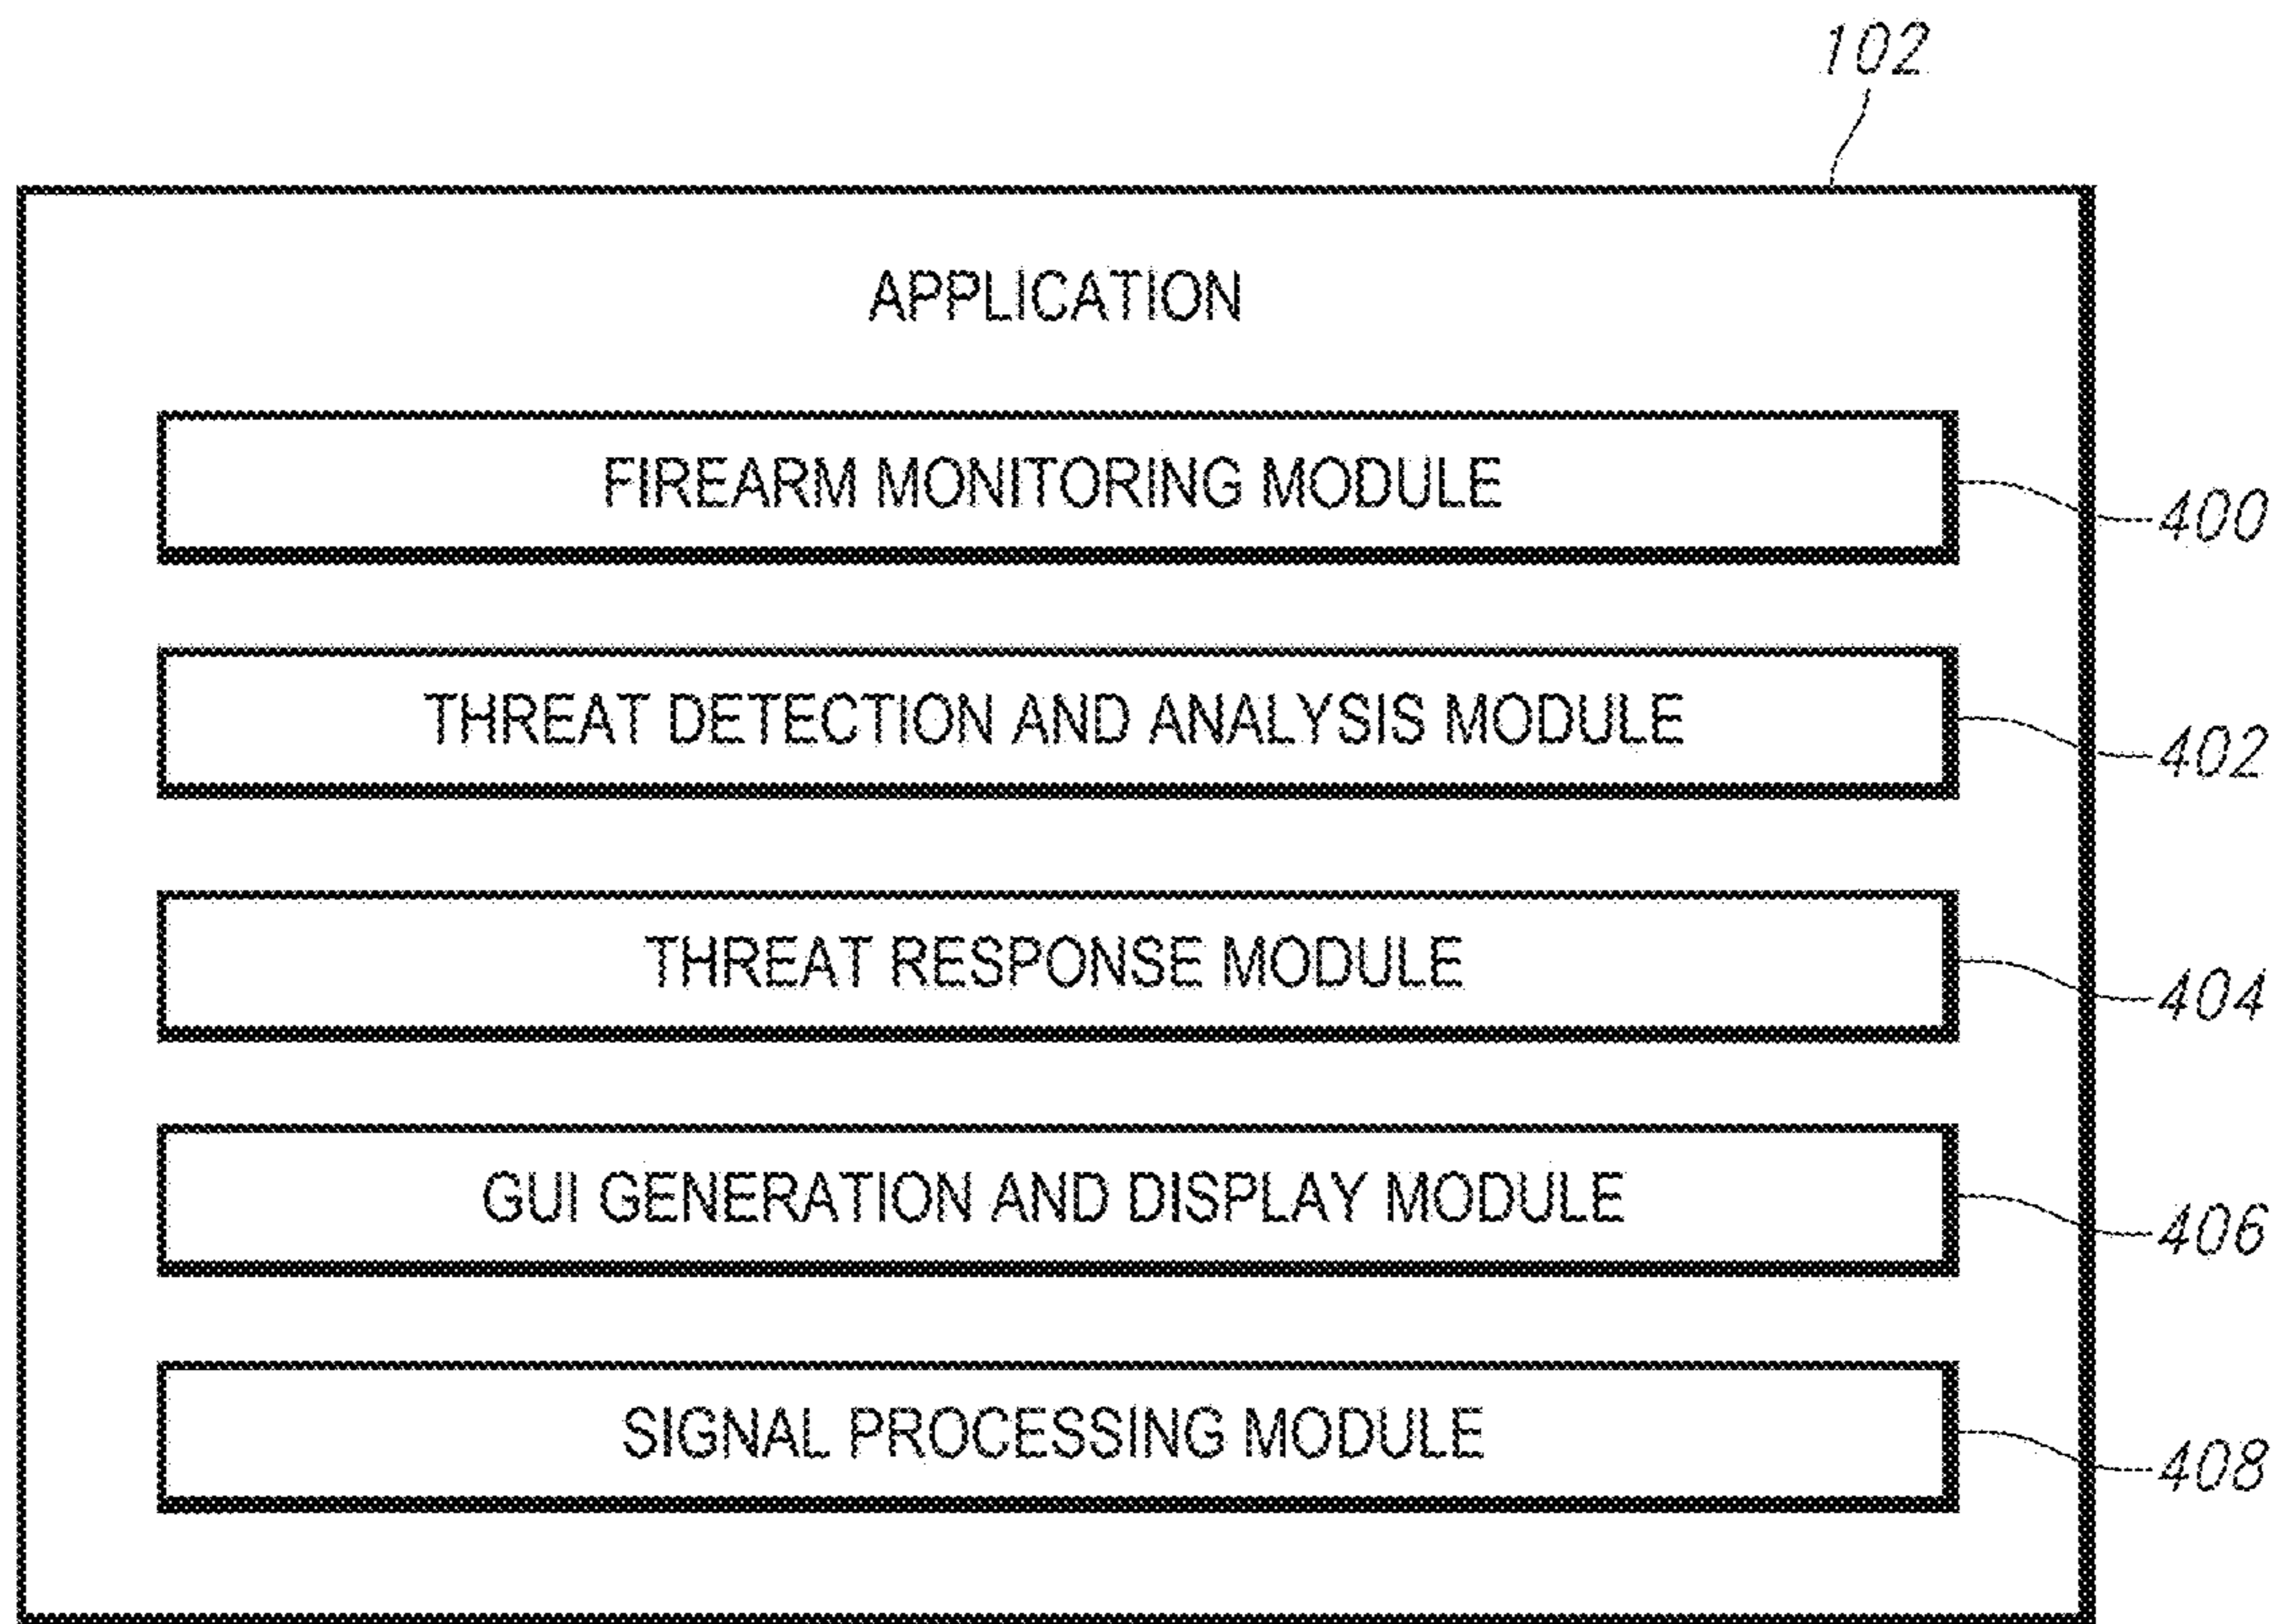 102
APPLICATION
FIREARM MONITORING MODULE
400
THREAT DETECTION AND ANALYSIS MODULE
402
THREAT RESPONSE MODULE
404
GUI GENERATION AND DISPLAY MODULE
406
SIGNAL PROCESSING MODULE
408